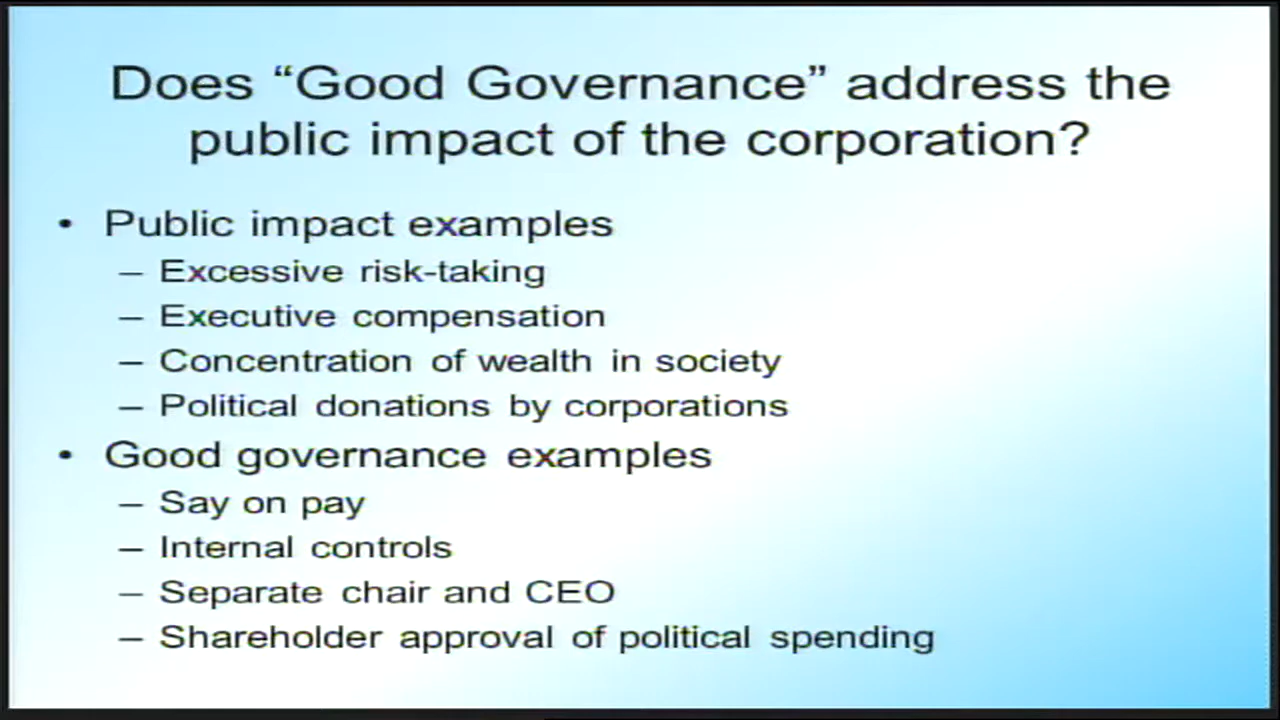 Does “Good Governance” address the
public impact of the corporation?
• Public impact examples
– Excessive risk-taking
– Executive compensation
– Concentration of wealth in society
– Political donations by corporations
• Good governance examples
– Say on pay
– Internal controls
– Separate chair and CEO
– Shareholder approval of political spending